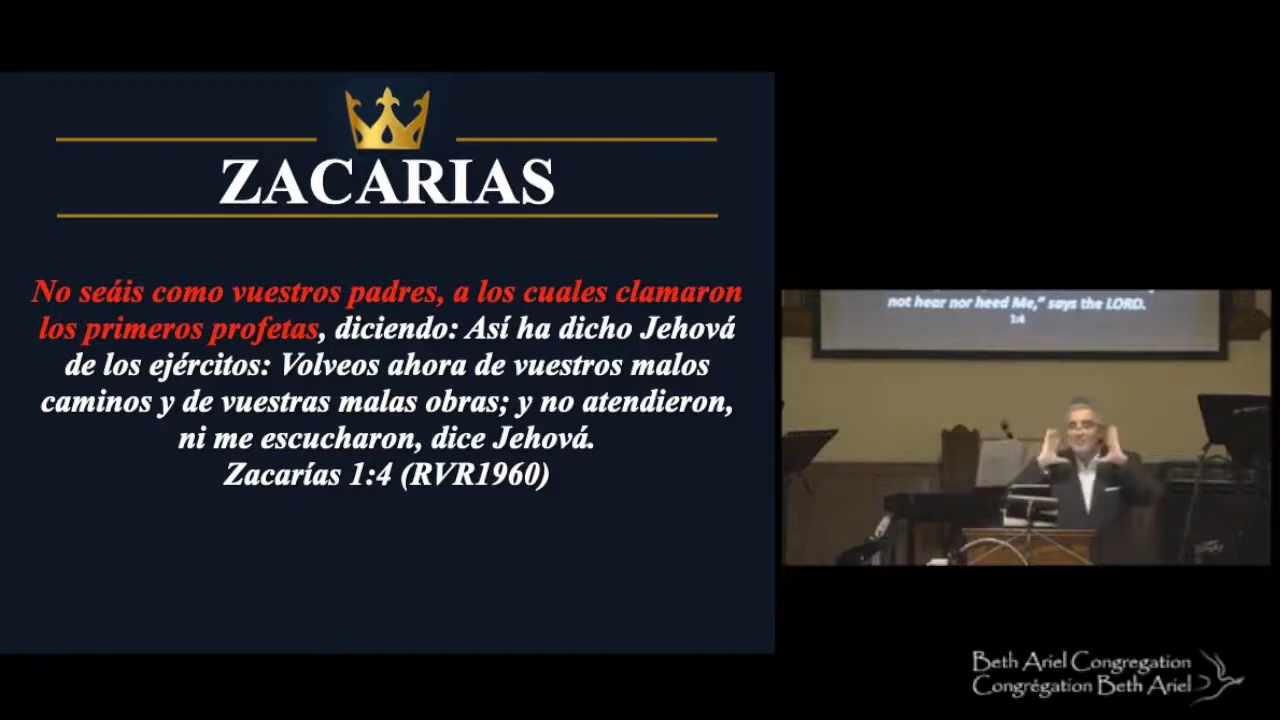 ZACARIAS
No seáis como vuestros padres, a los cuales clamaron
los primeros profetas, diciendo: Así ha dicho Jehová
de los ejércitos: Volveos ahora de vuestros malos
caminos y de vuestras malas obras; y no atendieron,
ni me escucharon, dice Jehová.
Zacarías 1:4 (RVR1960)
not hear nor heed Me," says the LORD.
1:4
Beth Ariel Congregation
Congrégation Beth Ariel